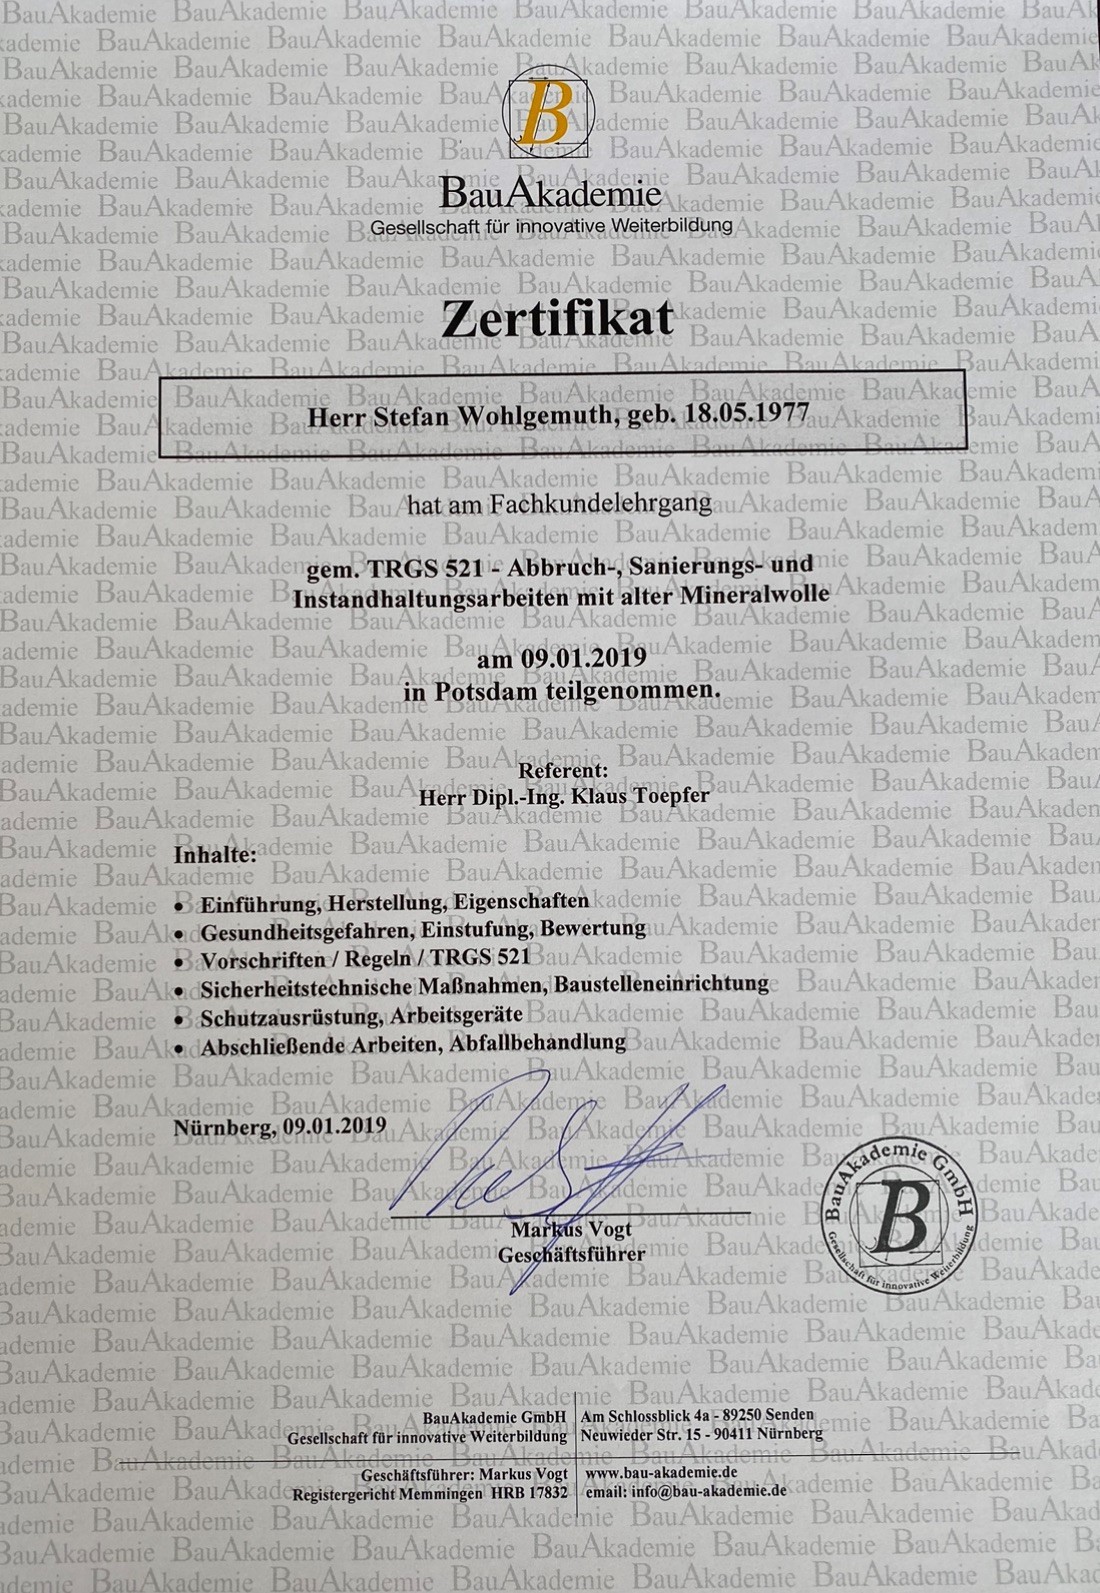 B
BauAkademie
Gesellschaft für innovative Weiterbildung
Zertifikat
Herr Stefan Wohlgemuth, geb. 18.05.1977
hat am Fachkundelehrgang
gem. TRGS 521 - Abbruch-, Sanierungs- und
Instandhaltungsarbeiten mit alter Mineralwolle
am 09.01.2019
in Potsdam teilgenommen.
Referent:
Herr Dipl.-Ing. Klaus Toepfer
Inhalte:
• Einführung, Herstellung, Eigenschaften
• Gesundheitsgefahren, Einstufung, Bewertung
• Vorschriften / Regeln / TRGS 521
• Sicherheitstechnische Maßnahmen, Baustelleneinrichtung
• Schutzausrüstung, Arbeitsgeräte
• Abschließende Arbeiten, Abfallbehandlung
Nürnberg, 09.01.2019
Markus Vogt
Geschäftsführer
BauAkademie GmbH
B
Gesellschaft für innovative Weiterbildung
BauAkademie GmbH Am Schlossblick 4a - 89250 Senden
Gesellschaft für innovative Weiterbildung Neuwieder Str. 15 - 90411 Nürnberg
Geschäftsführer: Markus Vogt www.bau-akademie.de
Registergericht Memmingen HRB 17832 email: info@bau-akademie.de